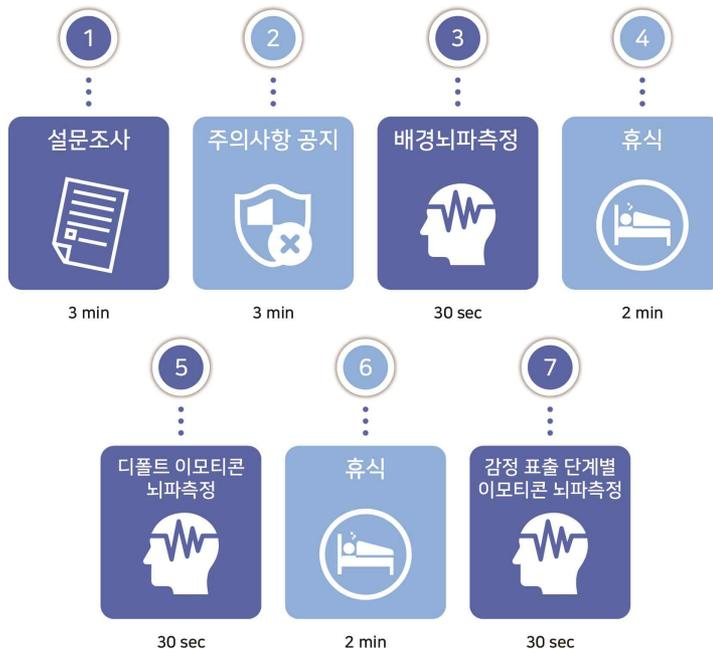 1
2
3
4
설문조사
주의사항 공지
배경뇌파측정
휴식
3 min
3 min
30 sec
2 min
5
6
7
디폴트 이모티콘
뇌파측정
휴식
감정 표출 단계별
이모티콘 뇌파측정
30 sec
2 min
30 sec